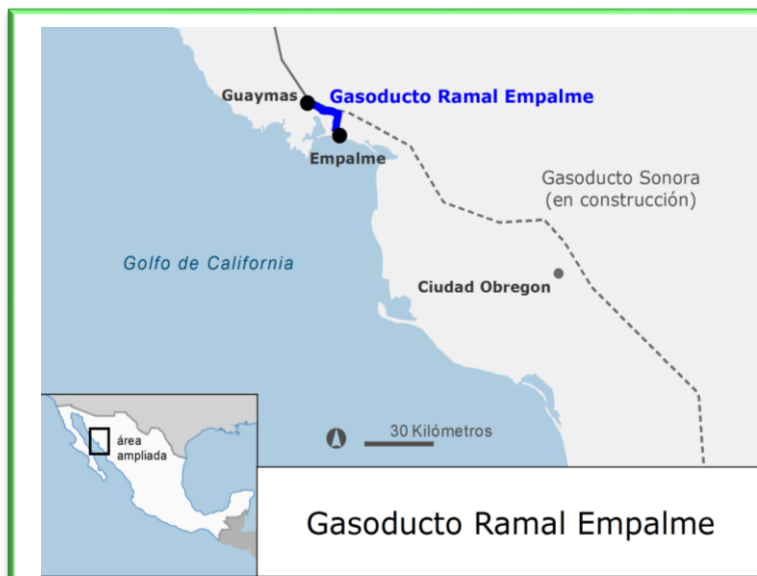 Guaymas
Gasoducto Ramal Empalme
Empalme
Gasoducto Sonora
(en construcción)
Golfo de California
Ciudad Obregon
30 Kilómetros
área
ampliada
Gasoducto Ramal Empalme